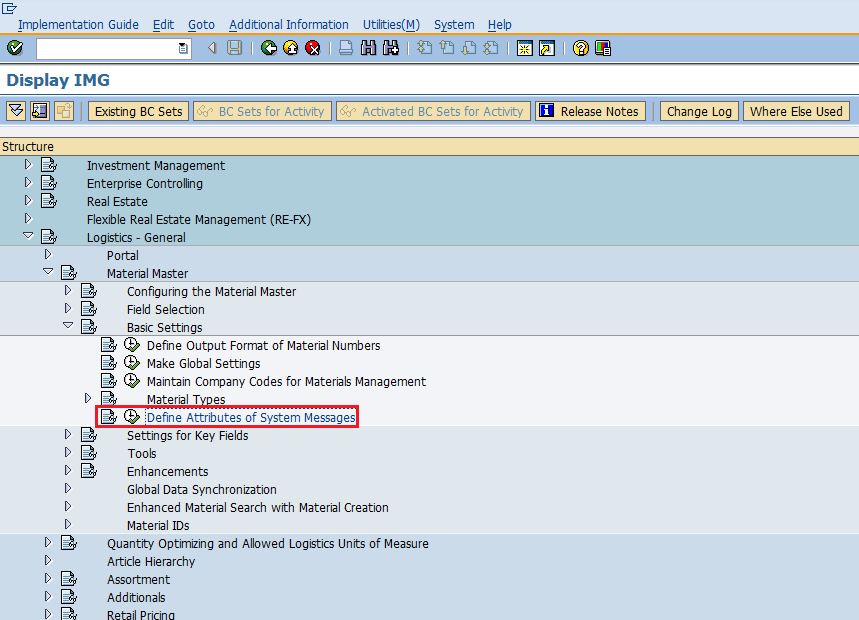 Implementation Guide Edit Goto Additional Information Utilities(M) System Help
Display IMG
Existing BC Sets BC Sets for Activity Activated BC Sets for Activity Release Notes Change Log Where Else Used
Structure
Investment Management
Enterprise Controlling
Real Estate
Flexible Real Estate Management (RE-FX)
Logistics - General
Portal
Material Master
Configuring the Material Master
Field Selection
Basic Settings
Define Output Format of Material Numbers
Make Global Settings
Maintain Company Codes for Materials Management
Material Types
Define Attributes of System Messages
Settings for Key Fields
Tools
Enhancements
Global Data Synchronization
Enhanced Material Search with Material Creation
Material IDs
Quantity Optimizing and Allowed Logistics Units of Measure
Article Hierarchy
Assortment
Additionals
Retail Pricing